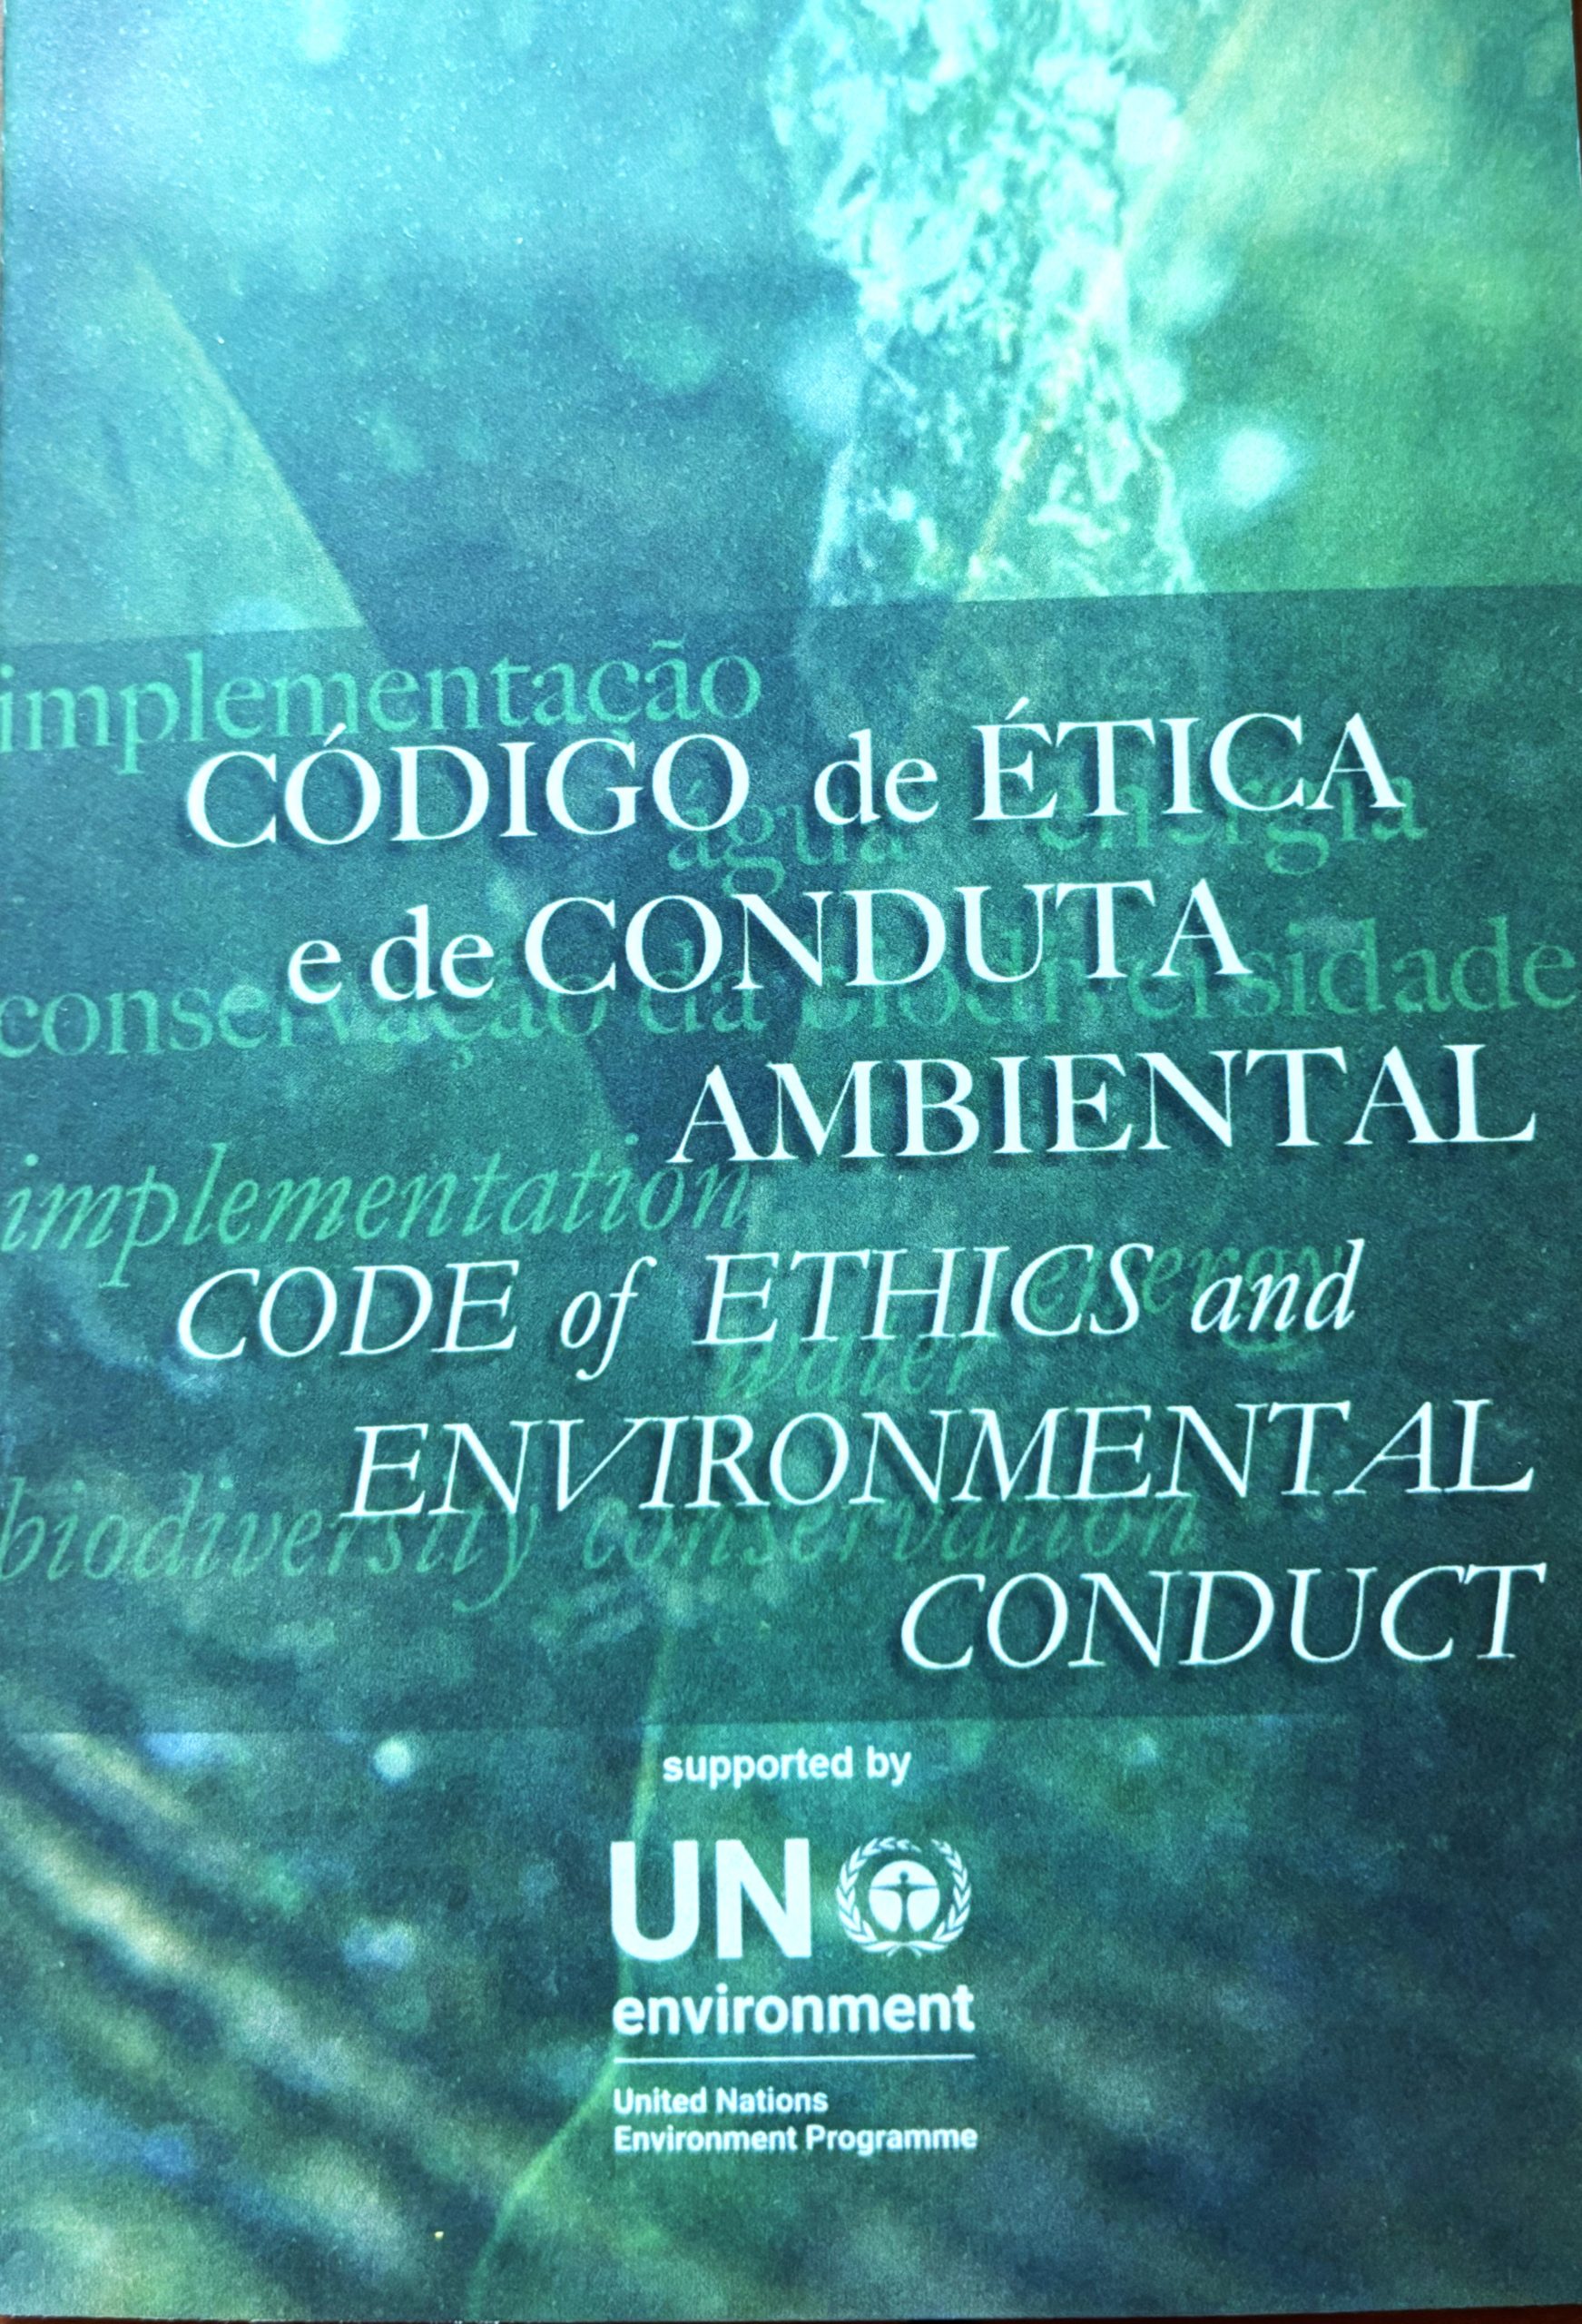 implementação
CÓDIGO de ÉTICA
água energia
e de CONDUTA
conservação da biodiversidade
AMBIENTAL
implementation
CODE of ETHICS and
energy
water
ENVIRONMENTAL
biodiversity conservation
CONDUCT
supported by
UN
environment
United Nations
Environment Programme